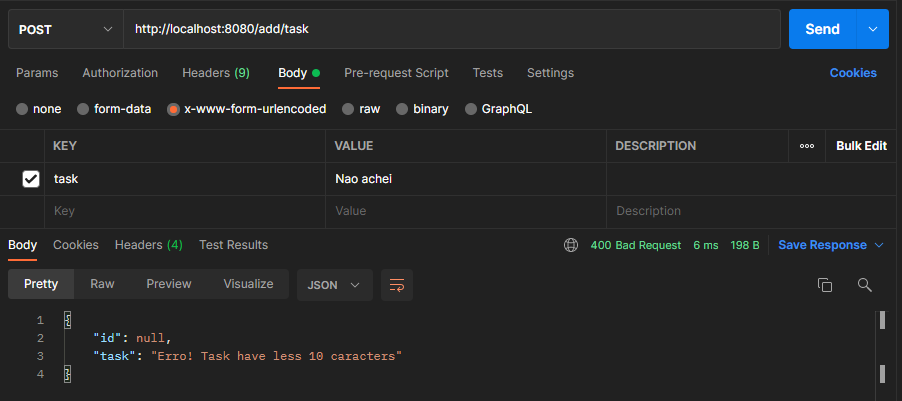 POST http://localhost:8080/add/task Send
Params Authorization Headers (9) Body Pre-request Script Tests Settings Cookies
none form-data x-www-form-urlencoded raw binary GraphQL
KEY VALUE DESCRIPTION ooo Bulk Edit
task Nao achei
Key Value Description
Body Cookies Headers (4) Test Results 400 Bad Request 6 ms 198 B Save Response
Pretty Raw Preview Visualize JSON
1 {
2 "id": null,
3 "task": "Erro! Task have less 10 caracters"
4 }